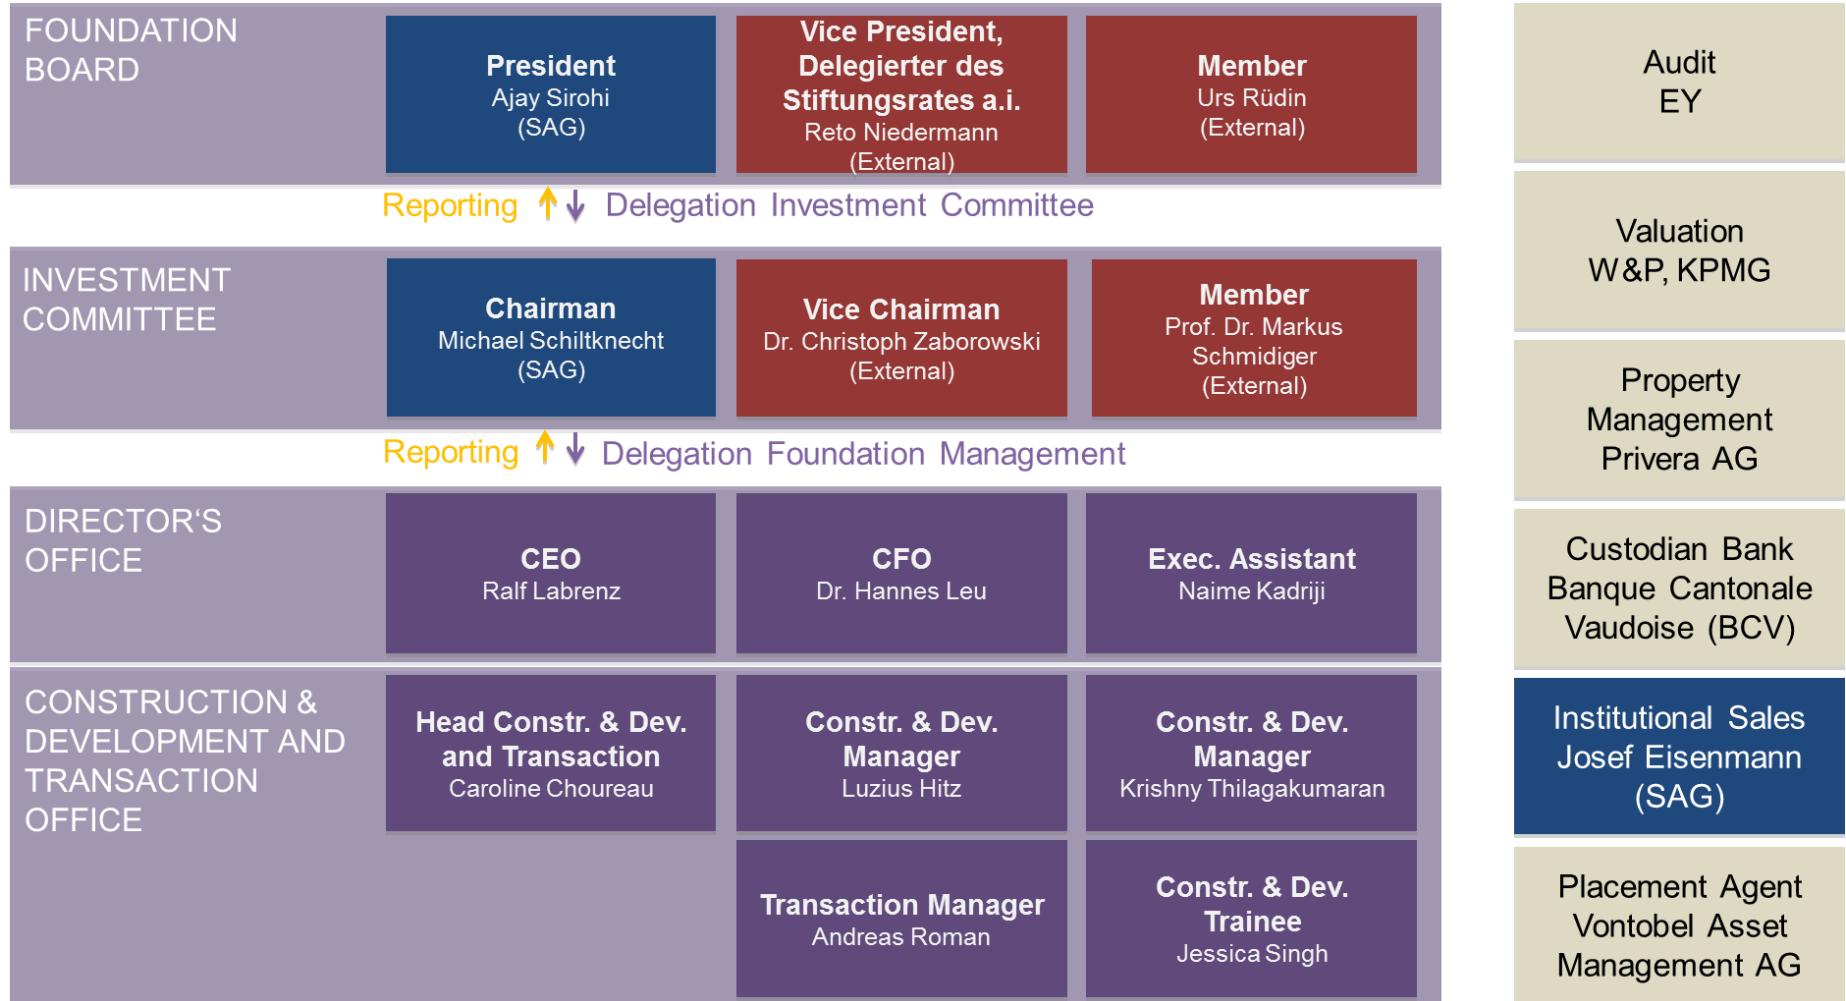 FOUNDATION
BOARD
President
Ajay Sirohi
(SAG)
Vice President,
Delegierter des
Stiftungsrates a.i.
Reto Niedermann
(External)
Member
Urs Rüdin
(External)
Reporting
Delegation Investment Committee
INVESTMENT
COMMITTEE
Chairman
Michael Schiltknecht
(SAG)
Vice Chairman
Dr. Christoph Zaborowski
(External)
Member
Prof. Dr. Markus
Schmidiger
(External)
Reporting
Delegation Foundation Management
DIRECTOR‘S
OFFICE
CEO
Ralf Labrenz
CFO
Dr. Hannes Leu
Exec. Assistant
Naime Kadriji
CONSTRUCTION &
DEVELOPMENT AND
TRANSACTION
OFFICE
Head Constr. & Dev.
and Transaction
Caroline Choureau
Constr. & Dev.
Manager
Luzius Hitz
Constr. & Dev.
Manager
Krishny Thilagakumaran
Transaction Manager
Andreas Roman
Constr. & Dev.
Trainee
Jessica Singh
Audit
EY
Valuation
W&P, KPMG
Property
Management
Privera AG
Custodian Bank
Banque Cantonale
Vaudoise (BCV)
Institutional Sales
Josef Eisenmann
(SAG)
Placement Agent
Vontobel Asset
Management AG